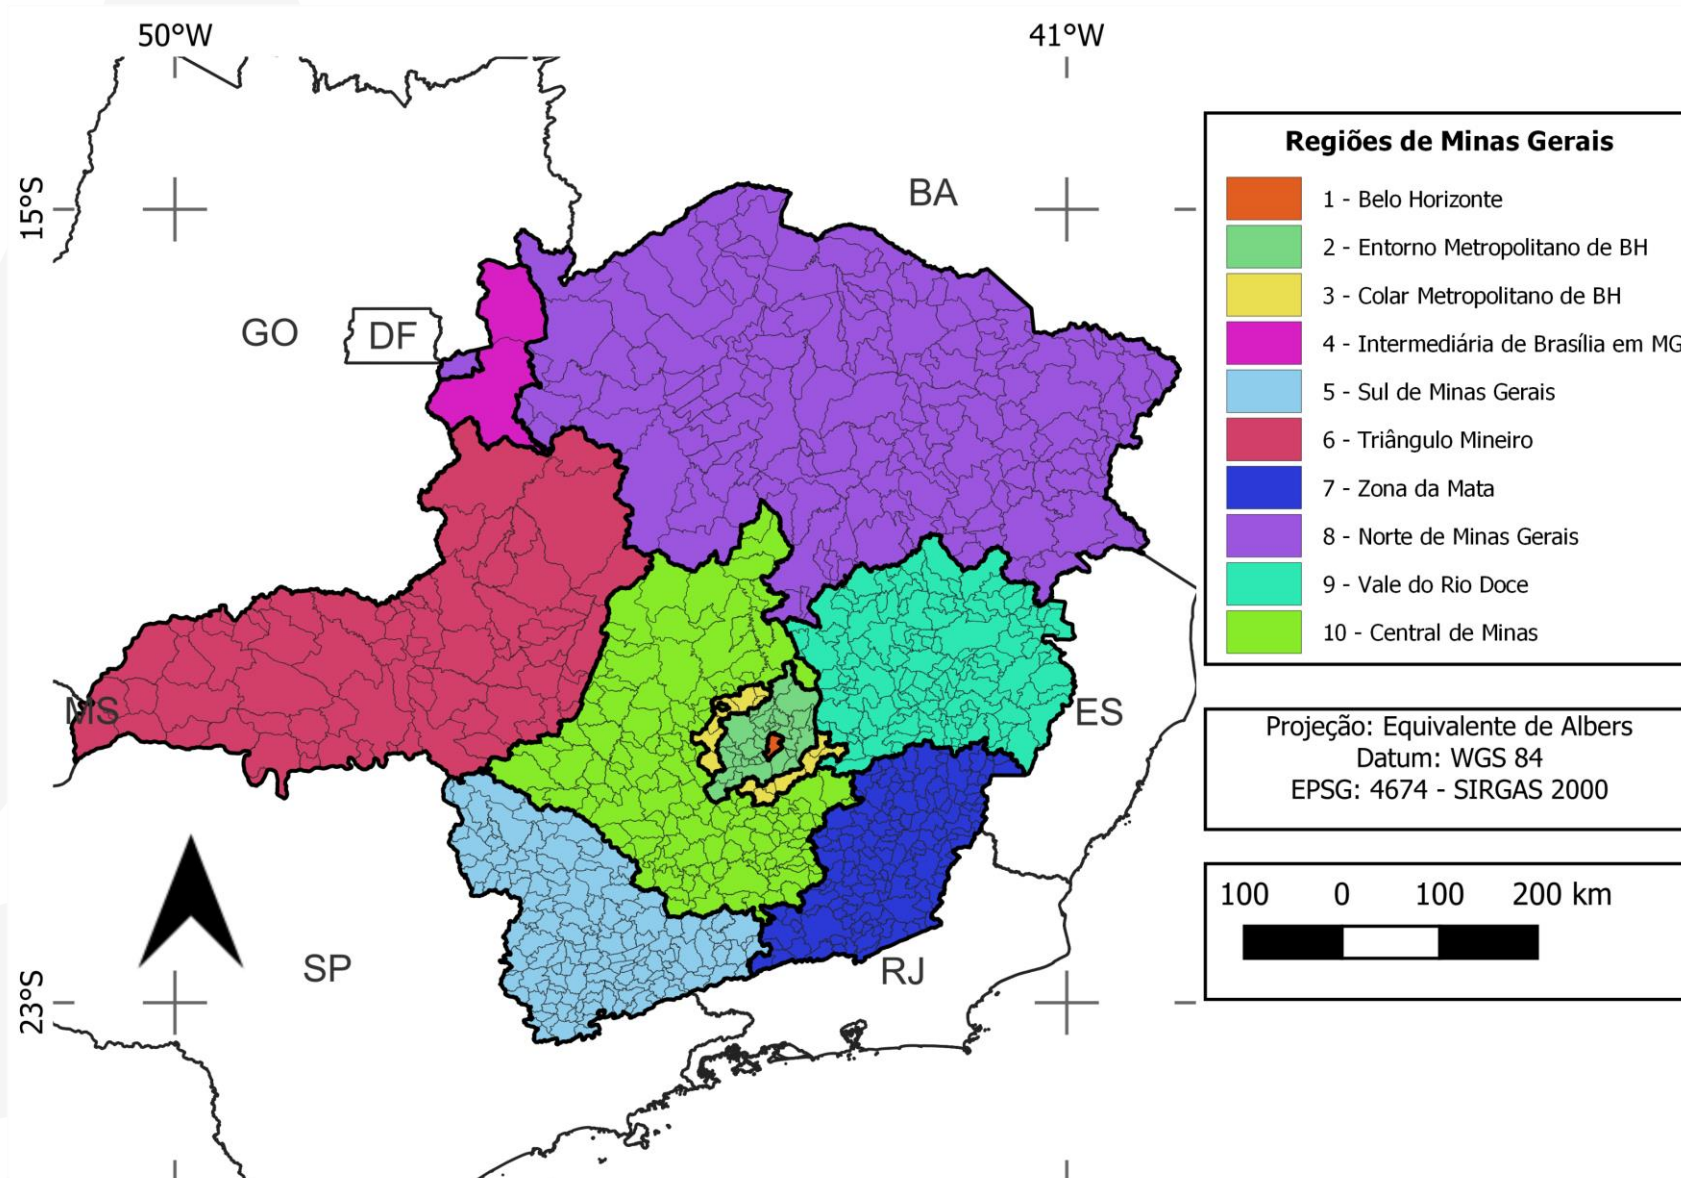 50°W
41°W
15°S
23°S
BA
GO
DF
MS
ES
SP
RJ
Regiões de Minas Gerais
1 - Belo Horizonte
2 - Entorno Metropolitano de BH
3 - Colar Metropolitano de BH
4 - Intermediária de Brasília em MG
5 - Sul de Minas Gerais
6 - Triângulo Mineiro
7 - Zona da Mata
8 - Norte de Minas Gerais
9 - Vale do Rio Doce
10 - Central de Minas
Projeção: Equivalente de Albers
Datum: WGS 84
EPSG: 4674 - SIRGAS 2000
100 0 100 200 km